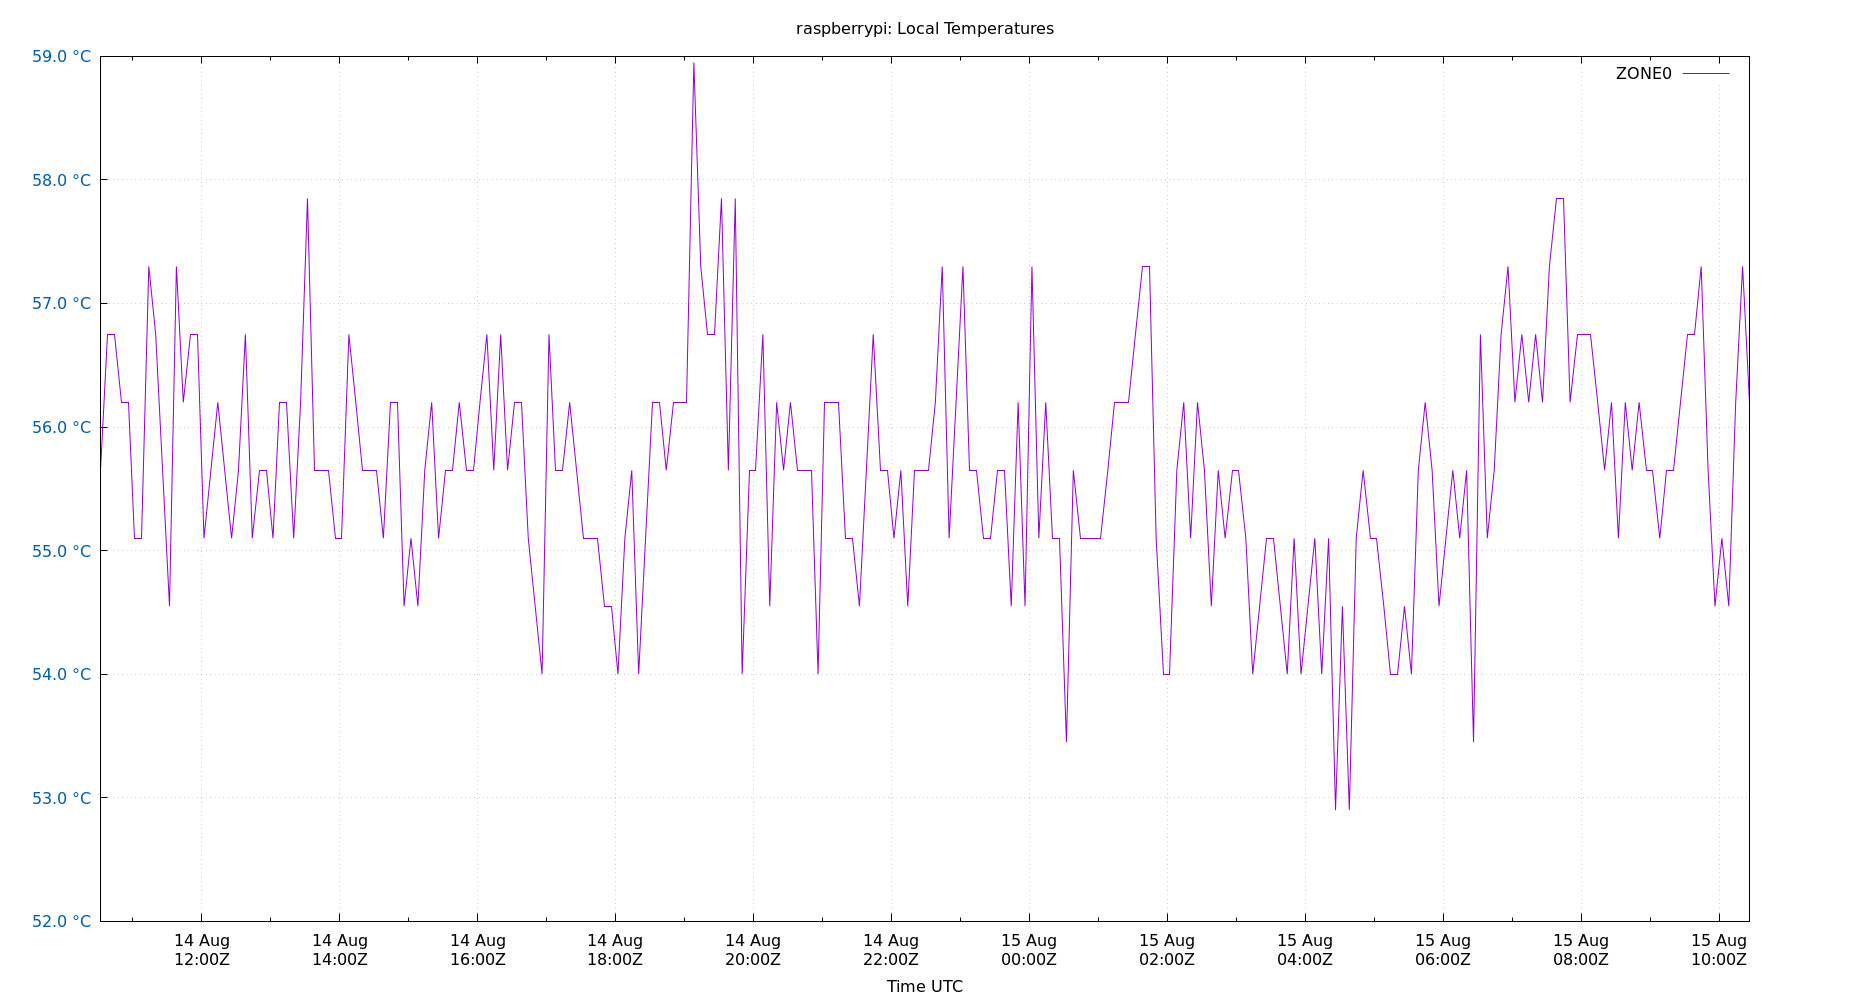 raspberrypi: Local Temperatures
59.0 °C
ZONE0
58.0 °C
57.0 °C
56.0 °C
55.0 °C
54.0 °C
53.0 °C
52.0 °C
14 Aug 14 Aug 14 Aug 14 Aug 14 Aug 14 Aug 15 Aug 15 Aug 15 Aug 15 Aug 15 Aug 15 Aug
12:00Z 14:00Z 16:00Z 18:00Z 20:00Z 22:00Z 00:00Z 02:00Z 04:00Z 06:00Z 08:00Z 10:00Z
Time UTC